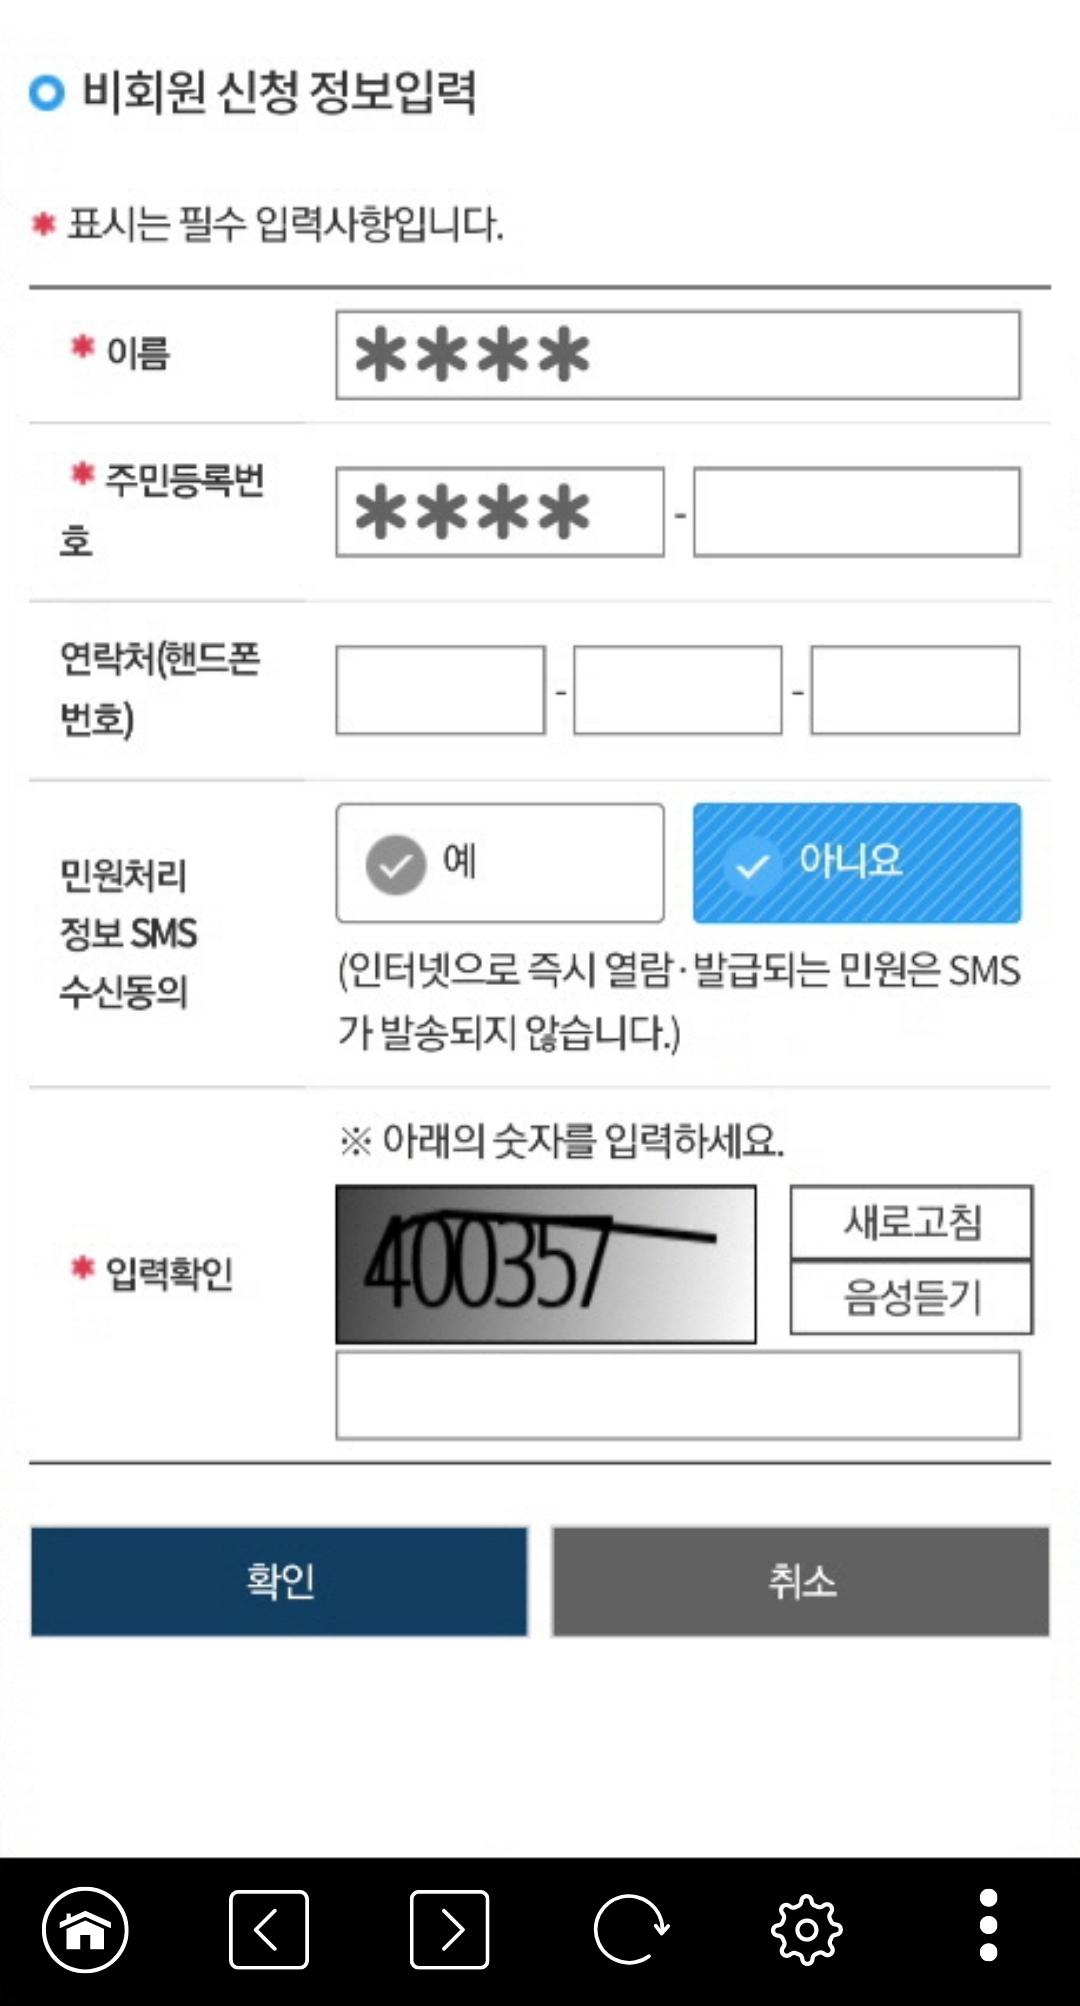 비회원 신청 정보입력
* 표시는 필수 입력사항입니다.
* 이름
****
* 주민등록번
호
****
-
연락처(핸드폰
번호)
- -
민원처리
정보 SMS
수신동의
예
아니요
(인터넷으로 즉시 열람·발급되는 민원은 SMS
가 발송되지 않습니다.)
* 입력확인
※ 아래의 숫자를 입력하세요.
400357
새로고침
음성듣기
확인
취소